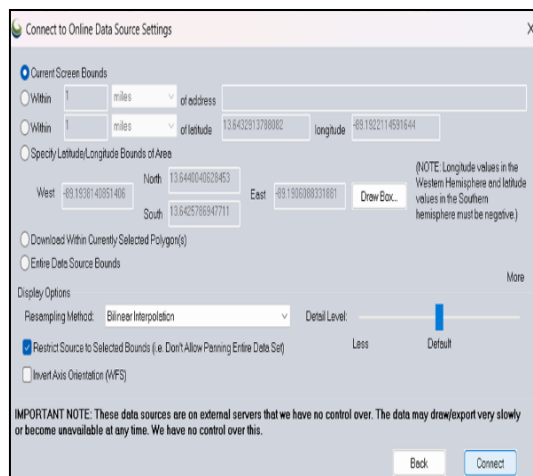 Connect to Online Data Source Settings
Current Screen Bounds
Within 1 miles of address
Within 1 miles of latitude 13.6432913788082 longitude -89.1922114591644
Specify Latitude/Longitude Bounds of Area
North 13.6440040628453
West -89.1938140851406 East -89.1906088331881 Draw Box...
South 13.6425786947711
(NOTE: Longitude values in the
Western Hemisphere and latitude
values in the Southern
hemisphere must be negative.)
Download Within Currently Selected Polygon(s)
Entire Data Source Bounds
More
Display Options
Resampling Method: Bilinear Interpolation Detail Level:
Less Default
Restrict Source to Selected Bounds (i.e. Don't Allow Panning Entire Data Set)
Invert Axis Orientation (WFS)
IMPORTANT NOTE: These data sources are on external servers that we have no control over. The data may draw/export very slowly
or become unavailable at any time. We have no control over this.
Back Connect